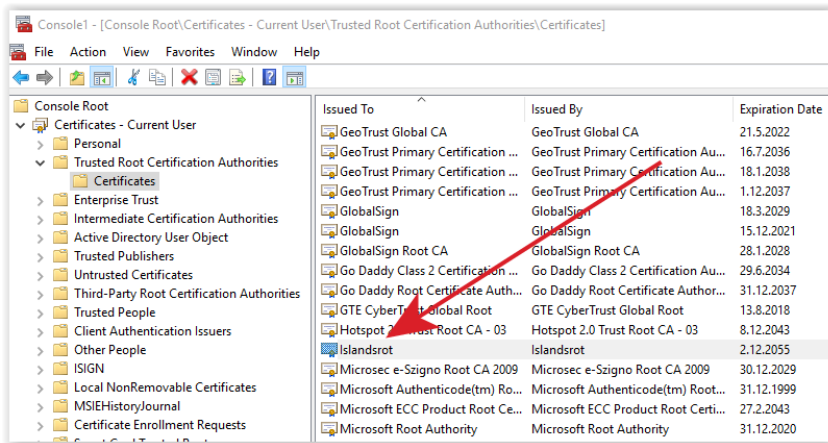 Console1 - [Console Root\Certificates - Current User\Trusted Root Certification Authorities\Certificates]
File Action View Favorites Window Help
Console Root
Certificates - Current User
Personal
Trusted Root Certification Authorities
Certificates
Enterprise Trust
Intermediate Certification Authorities
Active Directory User Object
Trusted Publishers
Untrusted Certificates
Third-Party Root Certification Authorities
Trusted People
Client Authentication Issuers
Other People
ISIGN
Local NonRemovable Certificates
MSIEHistoryJournal
Certificate Enrollment Requests
Issued To Issued By Expiration Date
GeoTrust Global CA GeoTrust Global CA 21.5.2022
GeoTrust Primary Certification ... GeoTrust Primary Certification Au... 16.7.2036
GeoTrust Primary Certification ... GeoTrust Primary Certification Au... 18.1.2038
GeoTrust Primary Certification ... GeoTrust Primary Certification Au... 1.12.2037
GlobalSign GlobalSign 18.3.2029
GlobalSign GlobalSign 15.12.2021
GlobalSign Root CA GlobalSign Root CA 28.1.2028
Go Daddy Class 2 Certification ... Go Daddy Class 2 Certification Au... 29.6.2034
Go Daddy Root Certificate Auth... Go Daddy Root Certificate Author... 31.12.2037
GTE CyberTrust Global Root GTE CyberTrust Global Root 13.8.2018
Hotspot 2.0 Trust Root CA - 03 Hotspot 2.0 Trust Root CA - 03 8.12.2043
Islandsrot Islandsrot 2.12.2055
Microsec e-Szigno Root CA 2009 Microsec e-Szigno Root CA 2009 30.12.2029
Microsoft Authenticode(tm) Ro... Microsoft Authenticode(tm) Root... 31.12.1999
Microsoft ECC Product Root Ce... Microsoft ECC Product Root Certi... 27.2.2043
Microsoft Root Authority Microsoft Root Authority 31.12.2020